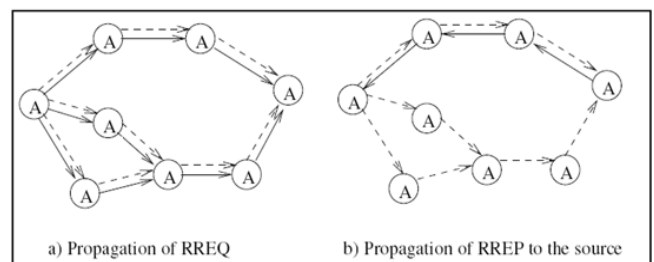 A A A A
A A A A
A A
A A A A
A A
A A
a) Propagation of RREQ b) Propagation of RREP to the source